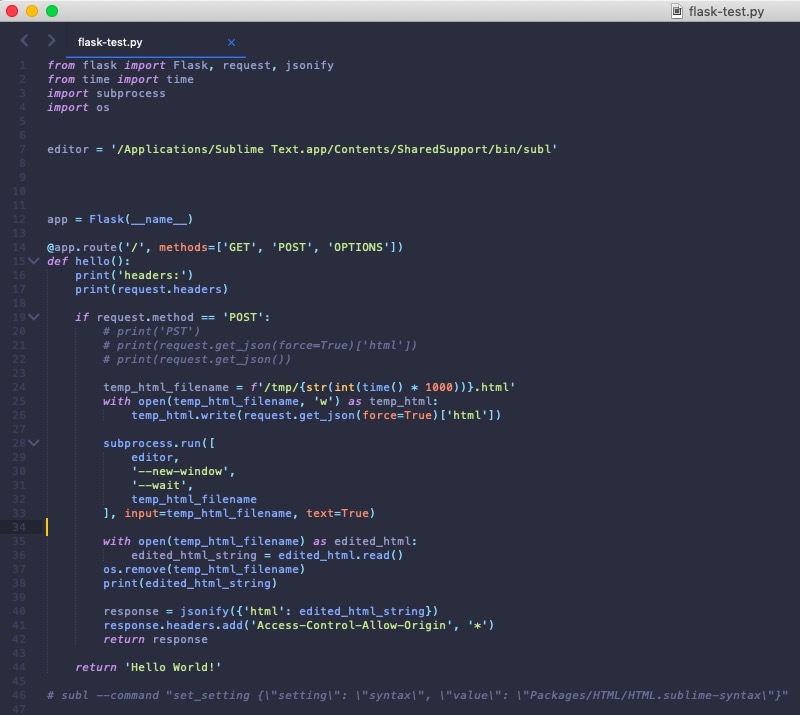 flask-test.py
flask-test.py ×
1 from flask import Flask, request, jsonify
2 from time import time
3 import subprocess
4 import os
5
6
7 editor = '/Applications/Sublime Text.app/Contents/SharedSupport/bin/subl'
8
9
10
11
12 app = Flask(__name__)
13
14 @app.route('/', methods=['GET', 'POST', 'OPTIONS'])
15 def hello():
16     print('headers:')
17     print(request.headers)
18
19     if request.method == 'POST':
20         # print('PST')
21         # print(request.get_json(force=True)['html'])
22         # print(request.get_json())
23
24         temp_html_filename = f'/tmp/{str(int(time() * 1000))}.html'
25         with open(temp_html_filename, 'w') as temp_html:
26             temp_html.write(request.get_json(force=True)['html'])
27
28         subprocess.run([
29             editor,
30             '--new-window',
31             '--wait',
32             temp_html_filename
33         ], input=temp_html_filename, text=True)
34
35         with open(temp_html_filename) as edited_html:
36             edited_html_string = edited_html.read()
37         os.remove(temp_html_filename)
38         print(edited_html_string)
39
40         response = jsonify({'html': edited_html_string})
41         response.headers.add('Access-Control-Allow-Origin', '*')
42         return response
43
44     return 'Hello World!'
45
46 # subl --command "set_setting {\"setting\": \"syntax\", \"value\": \"Packages/HTML/HTML.sublime-syntax\"}"
47